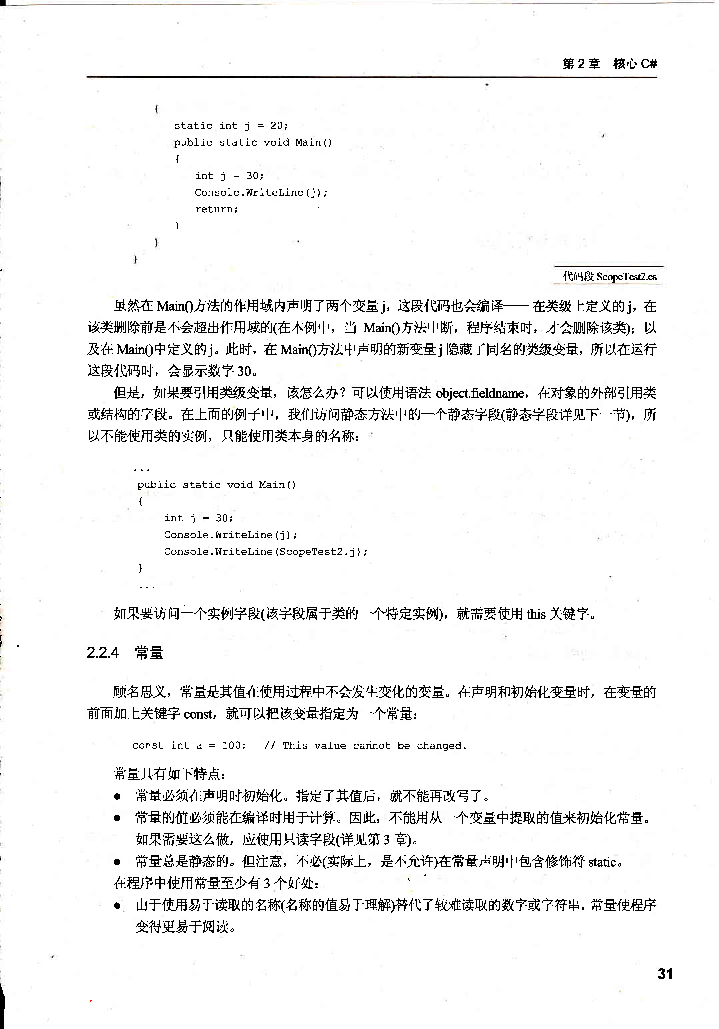 第 2 章 核心 C#
{
static int j = 20;
public static void Main()
{
int j = 30;
Console.WriteLine(j);
return;
}
}
}
代码段 ScopeTest2.cs
虽然在 Main()方法的作用域内声明了两个变量 j，这段代码也会编译—— 在类级上定义的 j，在
该类删除前是不会超出作用域的(在本例中，当 Main()方法中断，程序结束时，才会删除该类)；以
及在 Main()中定义的 j。此时，在 Main()方法中声明的新变量 j 隐藏了同名的类级变量，所以在运行
这段代码时，会显示数字 30。
但是，如果要引用类级变量，该怎么办？可以使用语法 object.fieldname，在对象的外部引用类
或结构的字段。在上面的例子中，我们访问静态方法中的一个静态字段(静态字段详见下一节)，所
以不能使用类的实例，只能使用类本身的名称：
...
public static void Main()
{
int j = 30;
Console.WriteLine(j);
Console.WriteLine(ScopeTest2.j);
}
...
如果要访问一个实例字段(该字段属于类的一个特定实例)，就需要使用 this 关键字。
2.2.4 常量
顾名思义，常量是其值在使用过程中不会发生变化的变量。在声明和初始化变量时，在变量的
前面加上关键字 const，就可以把该变量指定为一个常量：
const int a = 100; // This value cannot be changed.
常量具有如下特点：
● 常量必须在声明时初始化。指定了其值后，就不能再改写了。
● 常量的值必须能在编译时用于计算。因此，不能用从一个变量中提取的值来初始化常量。
如果需要这么做，应使用只读字段(详见第 3 章)。
● 常量总是静态的。但注意，不必(实际上，是不允许)在常量声明中包含修饰符 static。
在程序中使用常量至少有 3 个好处：
● 由于使用易于读取的名称(名称的值易于理解)替代了较难读取的数字或字符串，常量使程序
变得更易于阅读。
31